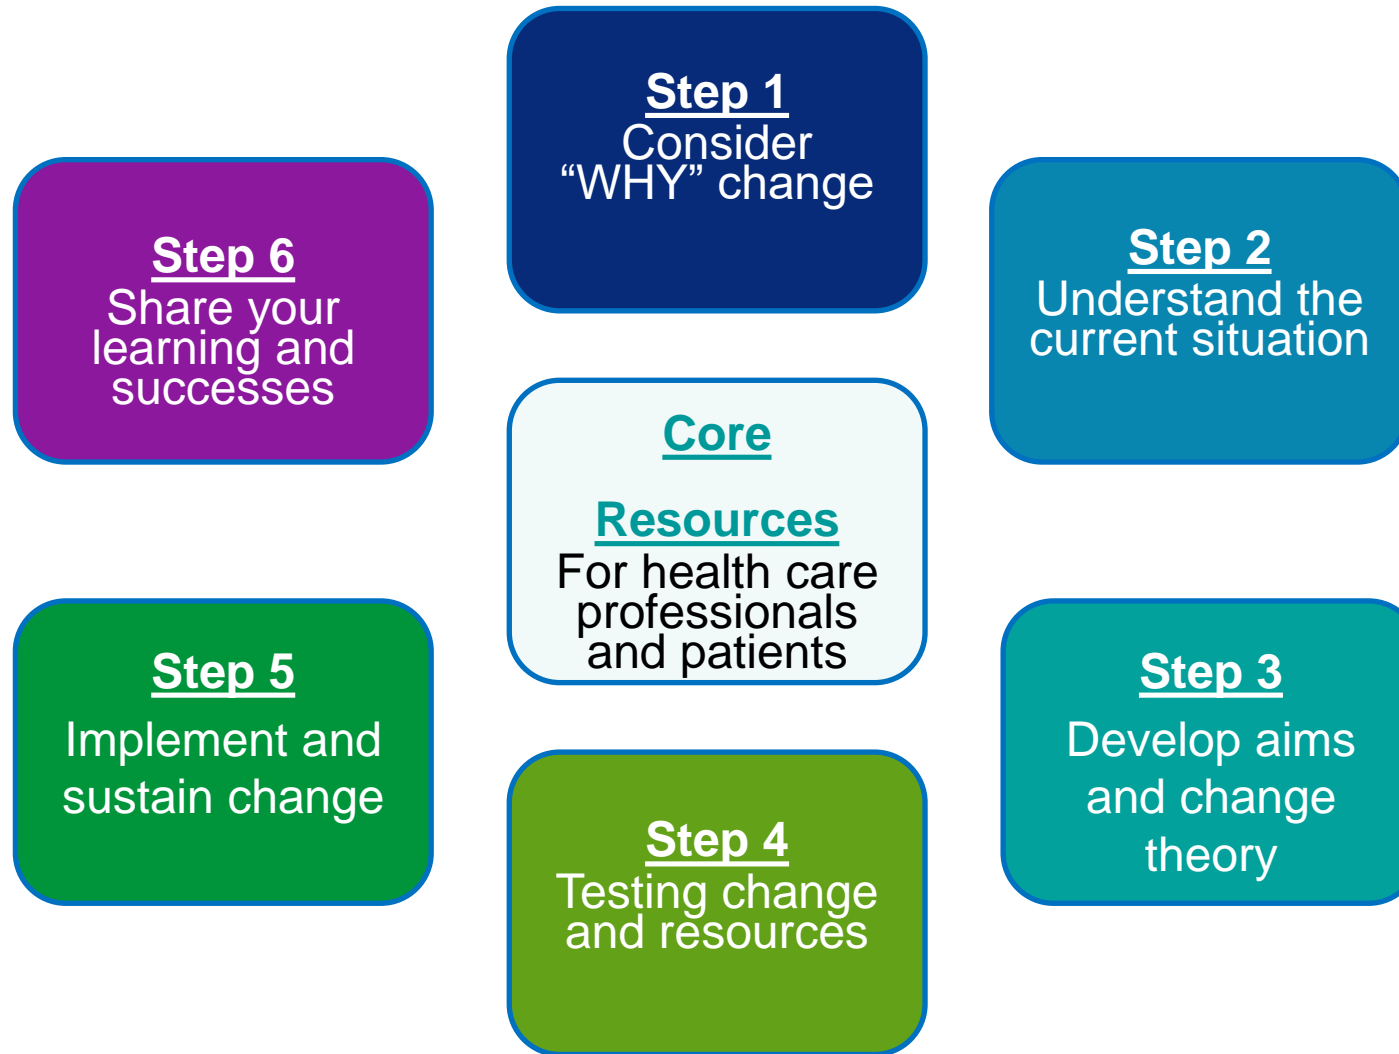 Step 1
Consider
“WHY” change
Step 2
Understand the
current situation
Step 3
Develop aims
and change
theory
Step 4
Testing change
and resources
Step 5
Implement and
sustain change
Step 6
Share your
learning and
successes
Core
Resources
For health care
professionals
and patients